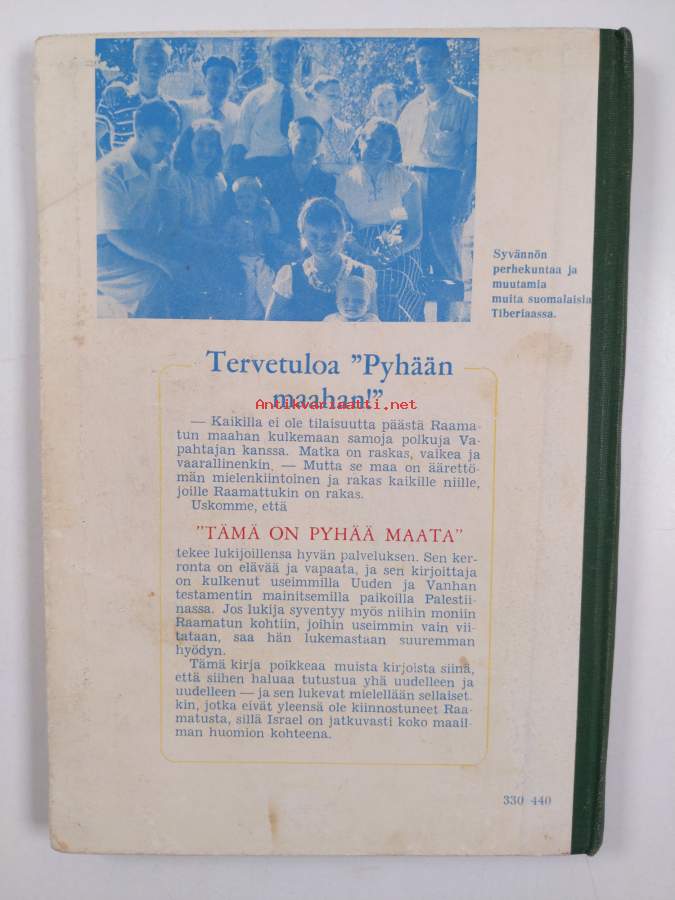 Syvännön
perhekuntaa ja
muutamia
muita suomalaisia
Tiberiaassa.
Tervetuloa ”Pyhään
maahan!”
Antikvariaatti.net
— Kaikilla ei ole tilaisuutta päästä Raama-
tun maahan kulkemaan samoja polkuja Va-
pahtajan kanssa. Matka on raskas, vaikea ja
vaarallinenkin. — Mutta se maa on äärettö-
män mielenkiintoinen ja rakas kaikille niille,
joille Raamattukin on rakas.
Uskomme, että
”TÄMÄ ON PYHÄÄ MAATA”
tekee lukijoillensa hyvän palveluksen. Sen ker-
ronta on elävää ja vapaata, ja sen kirjoittaja
on kulkenut useimmilla Uuden ja Vanhan
testamentin mainitsemilla paikoilla Palestii-
nassa. Jos lukija syventyy myös niihin moniin
Raamatun kohtiin, joihin useimmin vain vii-
tataan, saa hän lukemastaan suuremman
hyödyn.
Tämä kirja poikkeaa muista kirjoista siinä,
että siihen haluaa tutustua yhä uudelleen ja
uudelleen — ja sen lukevat mielellään sellaiset-
kin, jotka eivät yleensä ole kiinnostuneet Raa-
matusta, sillä Israel on jatkuvasti koko maail-
man huomion kohteena.
330 440